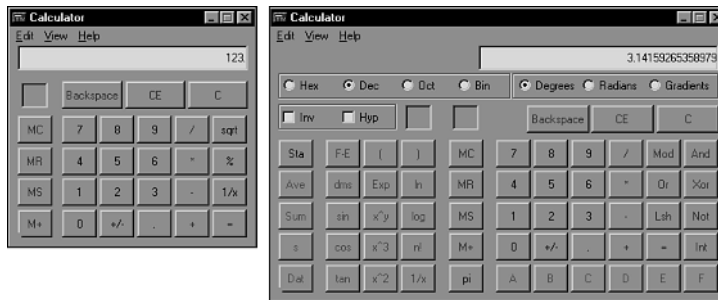 Calculator
Edit View Help
123.
Backspace CE C
MC 7 8 9 / sqrt
MR 4 5 6 * %
MS 1 2 3 - 1/x
M+ 0 +/- . + =
Calculator
Edit View Help
3.14159265358979
Hex Dec Oct Bin Degrees Radians Gradients
Inv Hyp Backspace CE C
Sta F-E ( ) MC 7 8 9 / Mod And
Ave dms Exp ln MR 4 5 6 * Or Xor
Sum sin x^y log MS 1 2 3 - Lsh Not
s cos x^3 n! M+ 0 +/- . + = Int
Dat tan x^2 1/x pi A B C D E F